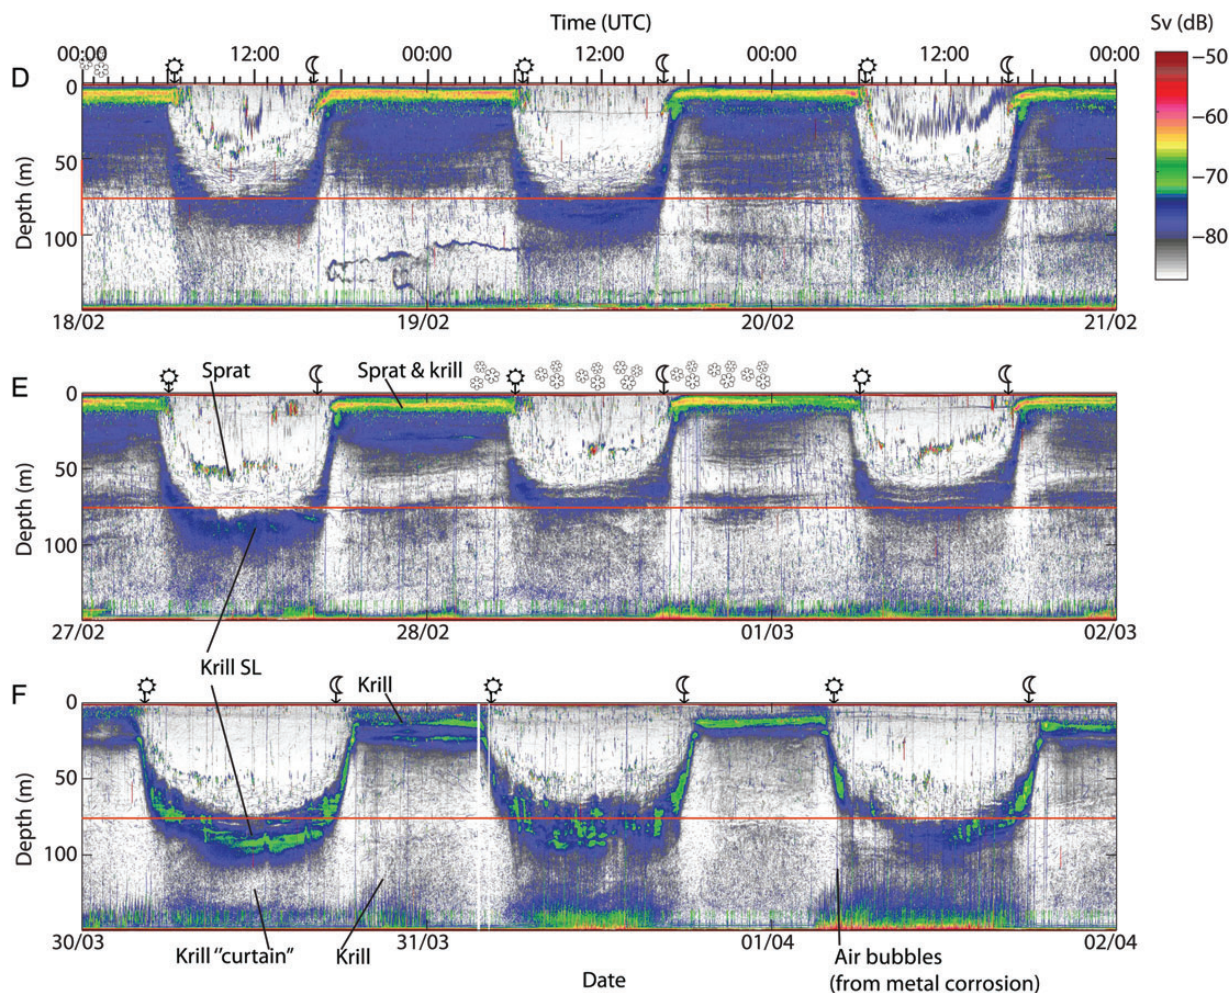 Time (UTC)
Sv (dB)
00:00 12:00 00:00 12:00 00:00 12:00 00:00
D
0
50
100
Depth (m)
18/02 19/02 20/02 21/02
−50
−60
−70
−80
E
Sprat
Sprat & krill
0
50
100
Depth (m)
27/02 28/02 01/03 02/03
Krill SL
F
Krill
0
50
100
Depth (m)
30/03 31/03 01/04 02/04
Krill "curtain"
Krill
Air bubbles
(from metal corrosion)
Date